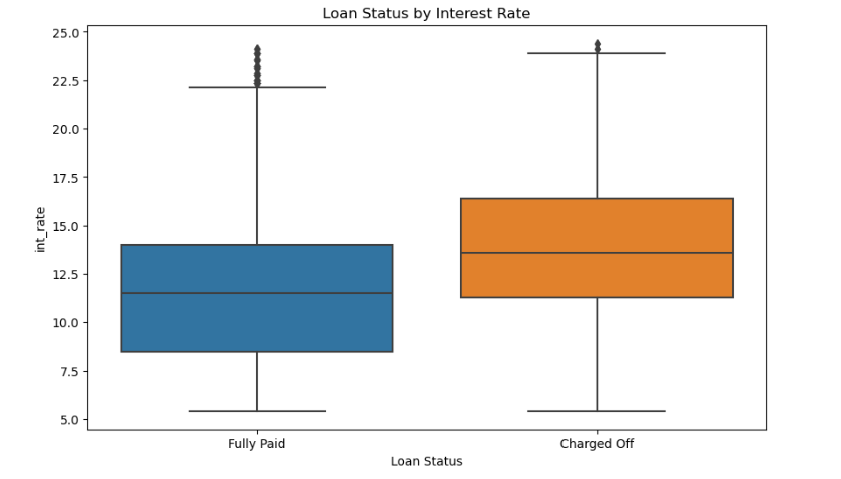 Loan Status by Interest Rate
25.0
22.5
20.0
17.5
15.0
12.5
10.0
7.5
5.0
int_rate
Fully Paid
Charged Off
Loan Status